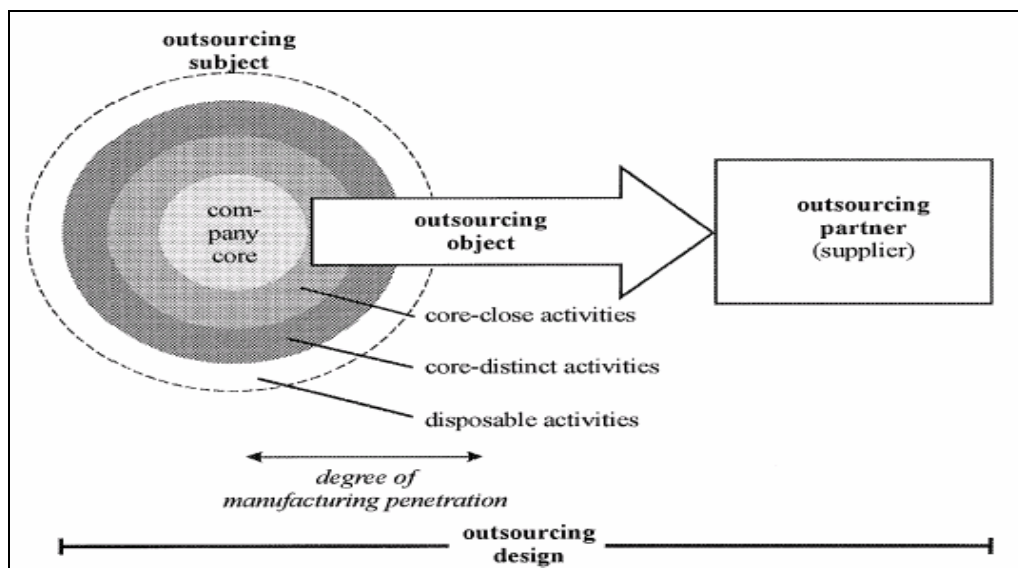 outsourcing
subject
com-
pany
core
outsourcing
object
outsourcing
partner
(supplier)
core-close activities
core-distinct activities
disposable activities
degree of
manufacturing penetration
outsourcing
design